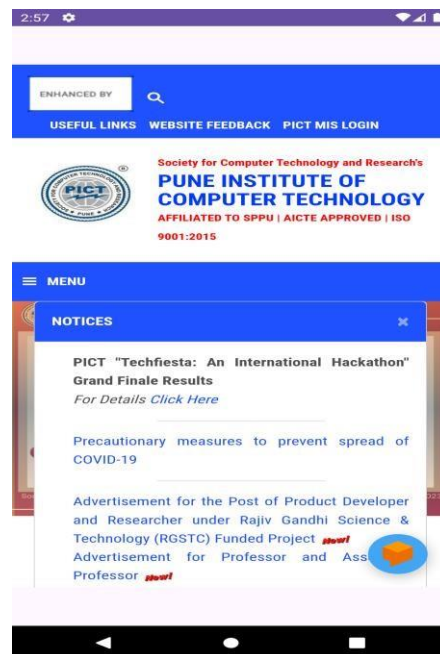 2:57
ENHANCED BY
USEFUL LINKS WEBSITE FEEDBACK PICT MIS LOGIN
PICT
Society for Computer Technology and Research's
PUNE INSTITUTE OF
COMPUTER TECHNOLOGY
AFFILIATED TO SPPU | AICTE APPROVED | ISO
9001:2015
MENU
NOTICES
PICT "Techfiesta: An International Hackathon"
Grand Finale Results
For Details Click Here
Precautionary measures to prevent spread of
COVID-19
Advertisement for the Post of Product Developer
and Researcher under Rajiv Gandhi Science &
Technology (RGSTC) Funded Project New!
Advertisement for Professor and Ass
Professor New!